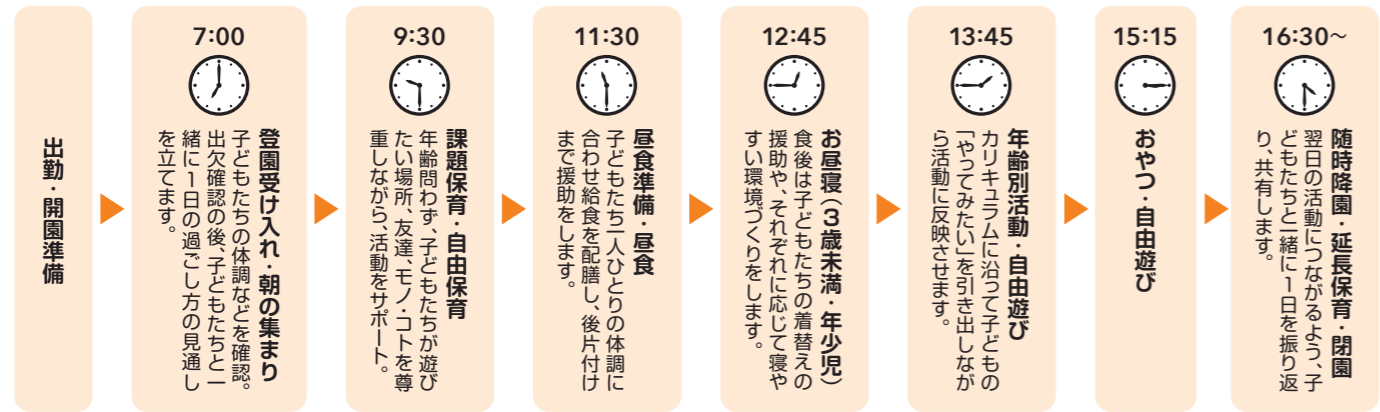 出勤・開園準備
7:00
登園受け入れ・朝の集まり
子どもたちの体調などを確認。
出欠確認の後、子どもたちと一
緒に1日の過ごし方の見通し
を立てます。
9:30
課題保育・自由保育
年齢問わず、子どもたちが遊び
たい場所、友達、モノ・コトを尊
重しながら、活動をサポート。
11:30
昼食準備・昼食
子どもたち一人ひとりの体調に
合わせ給食を配膳し、後片付け
まで援助をします。
12:45
お昼寝（3歳未満・年少児）
食後は子どもたちの着替えの
援助や、それぞれに応じて寝や
すい環境づくりをします。
13:45
年齢別活動・自由遊び
カリキュラムに沿って子どもの
「やってみたい」を引き出しなが
ら活動に反映させます。
15:15
おやつ・自由遊び
16:30～
随時降園・延長保育・閉園
翌日の活動につながるよう、子
どもたちと一緒に1日を振り返
り、共有します。